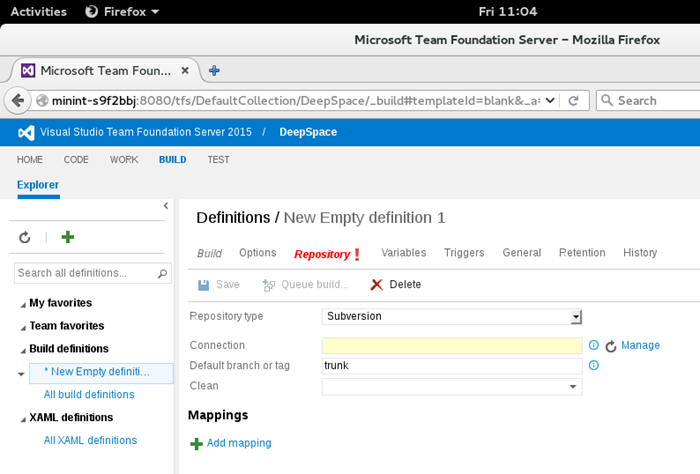 Activities Firefox Fri 11:04
Microsoft Team Foundation Server – Mozilla Firefox
Microsoft Team Foun... ×
minint-s9f2bbj:8080/tfs/DefaultCollection/DeepSpace/_build#templateId=blank&_a= Search
Visual Studio Team Foundation Server 2015 / DeepSpace
HOME CODE WORK BUILD TEST
Explorer
Definitions / New Empty definition 1
Build Options Repository ! Variables Triggers General Retention History
Save Queue build... Delete
Search all definitions...
My favorites
Team favorites
Build definitions
* New Empty definiti...
All build definitions
XAML definitions
All XAML definitions
Repository type Subversion
Connection Manage
Default branch or tag trunk
Clean
Mappings
Add mapping